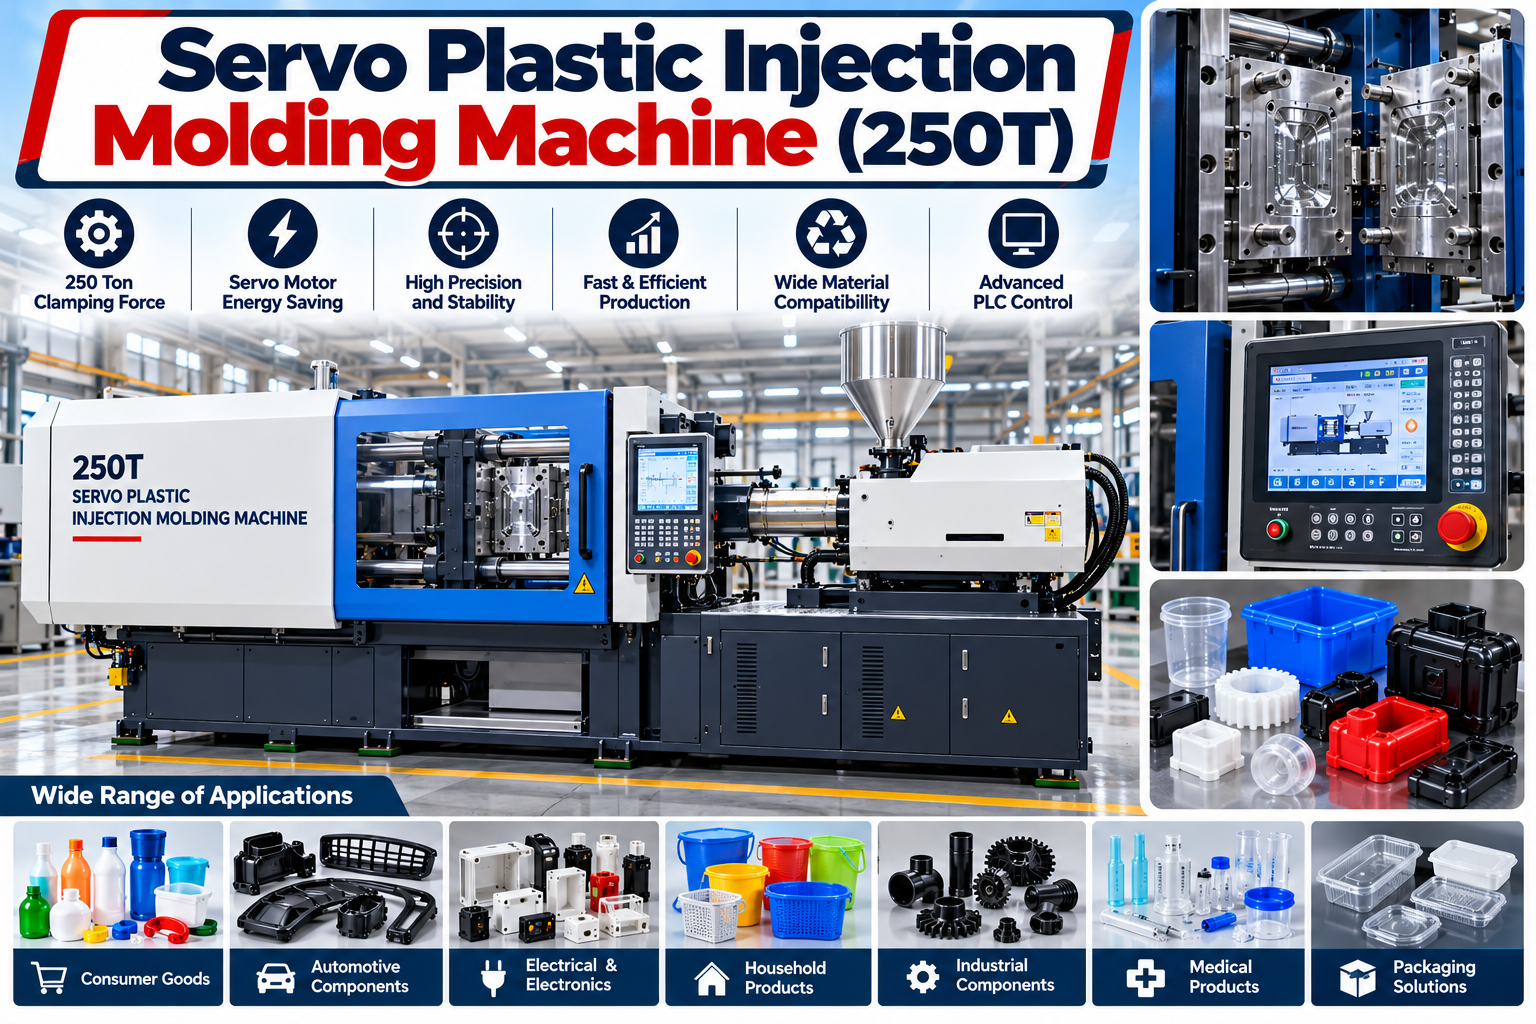 Servo Plastic Injection
Molding Machine (250T)
250 Ton
Clamping Force
Servo Motor
Energy Saving
High Precision
and Stability
Fast & Efficient
Production
Wide Material
Compatibility
Advanced
PLC Control
250T
SERVO PLASTIC
INJECTION MOLDING MACHINE
Wide Range of Applications
Consumer Goods
Automotive
Components
Electrical &
Electronics
Household
Products
Industrial
Components
Medical
Products
Packaging
Solutions